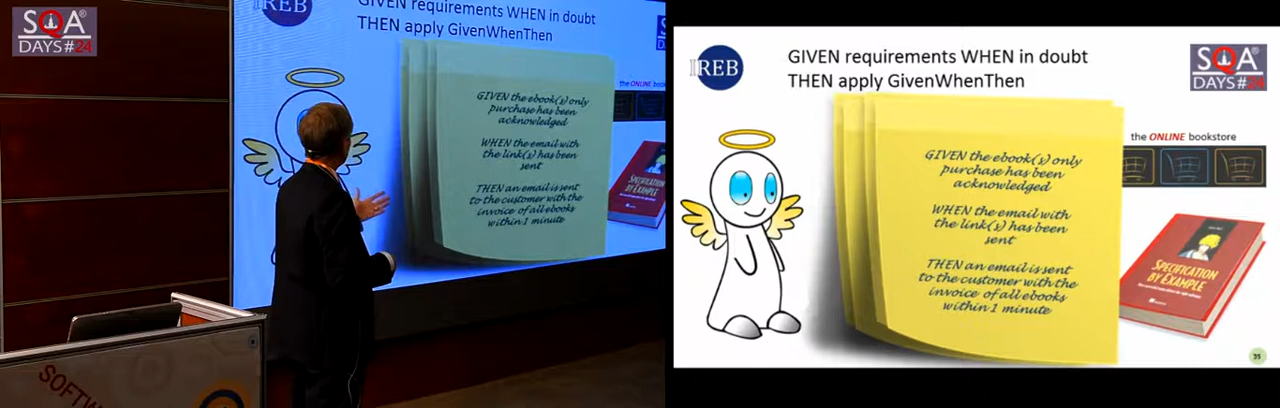 SQA®
DAYS#24
IREB
GIVEN requirements WHEN in doubt
THEN apply GivenWhenThen
GIVEN the ebook(s) only
purchase has been
acknowledged
WHEN the email with
the link(s) has been
sent
THEN an email is sent
to the customer with the
invoice of all ebooks
within 1 minute
the ONLINE book
SPECIFICATION
BY EXAMPLE
SOFTW
IREB
GIVEN requirements WHEN in doubt
THEN apply GivenWhenThen
SQA®
DAYS#24
GIVEN the ebook(s) only
purchase has been
acknowledged
WHEN the email with
the link(s) has been
sent
THEN an email is sent
to the customer with the
invoice of all ebooks
within 1 minute
the ONLINE bookstore
SPECIFICATION
BY EXAMPLE
35